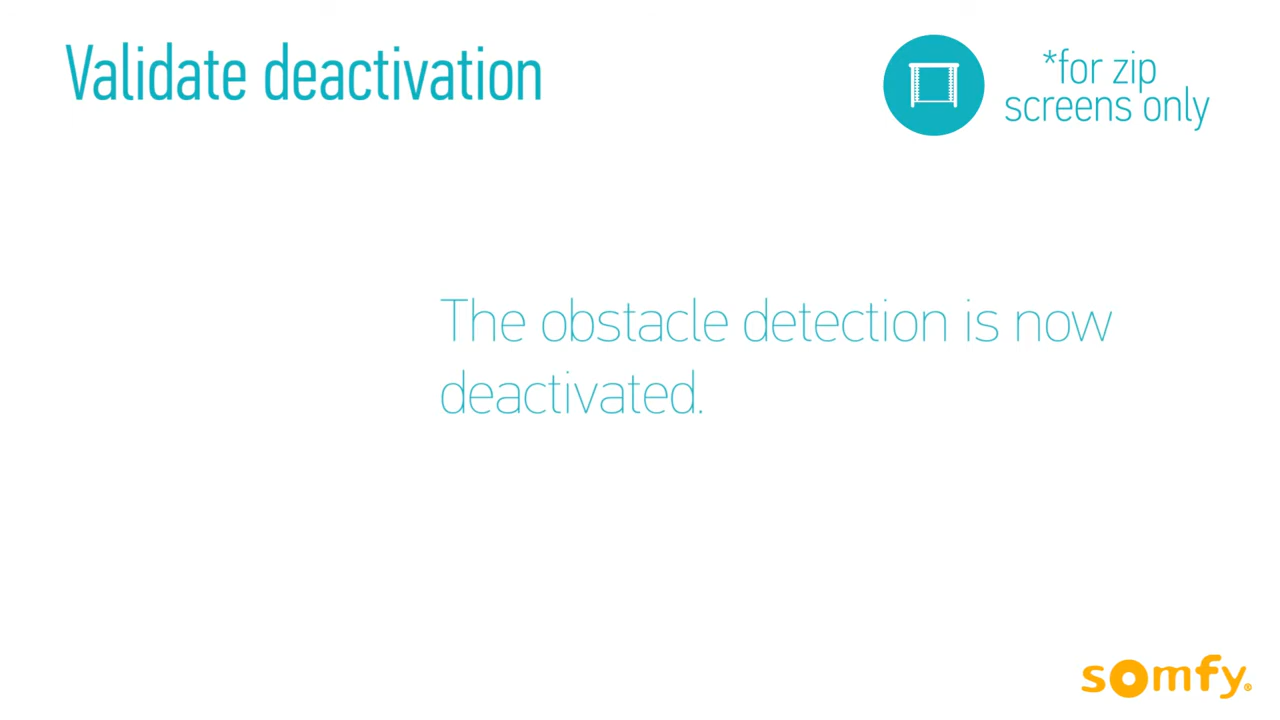 Validate deactivation
*for zip
screens only
The obstacle detection is now
deactivated.
somfy®